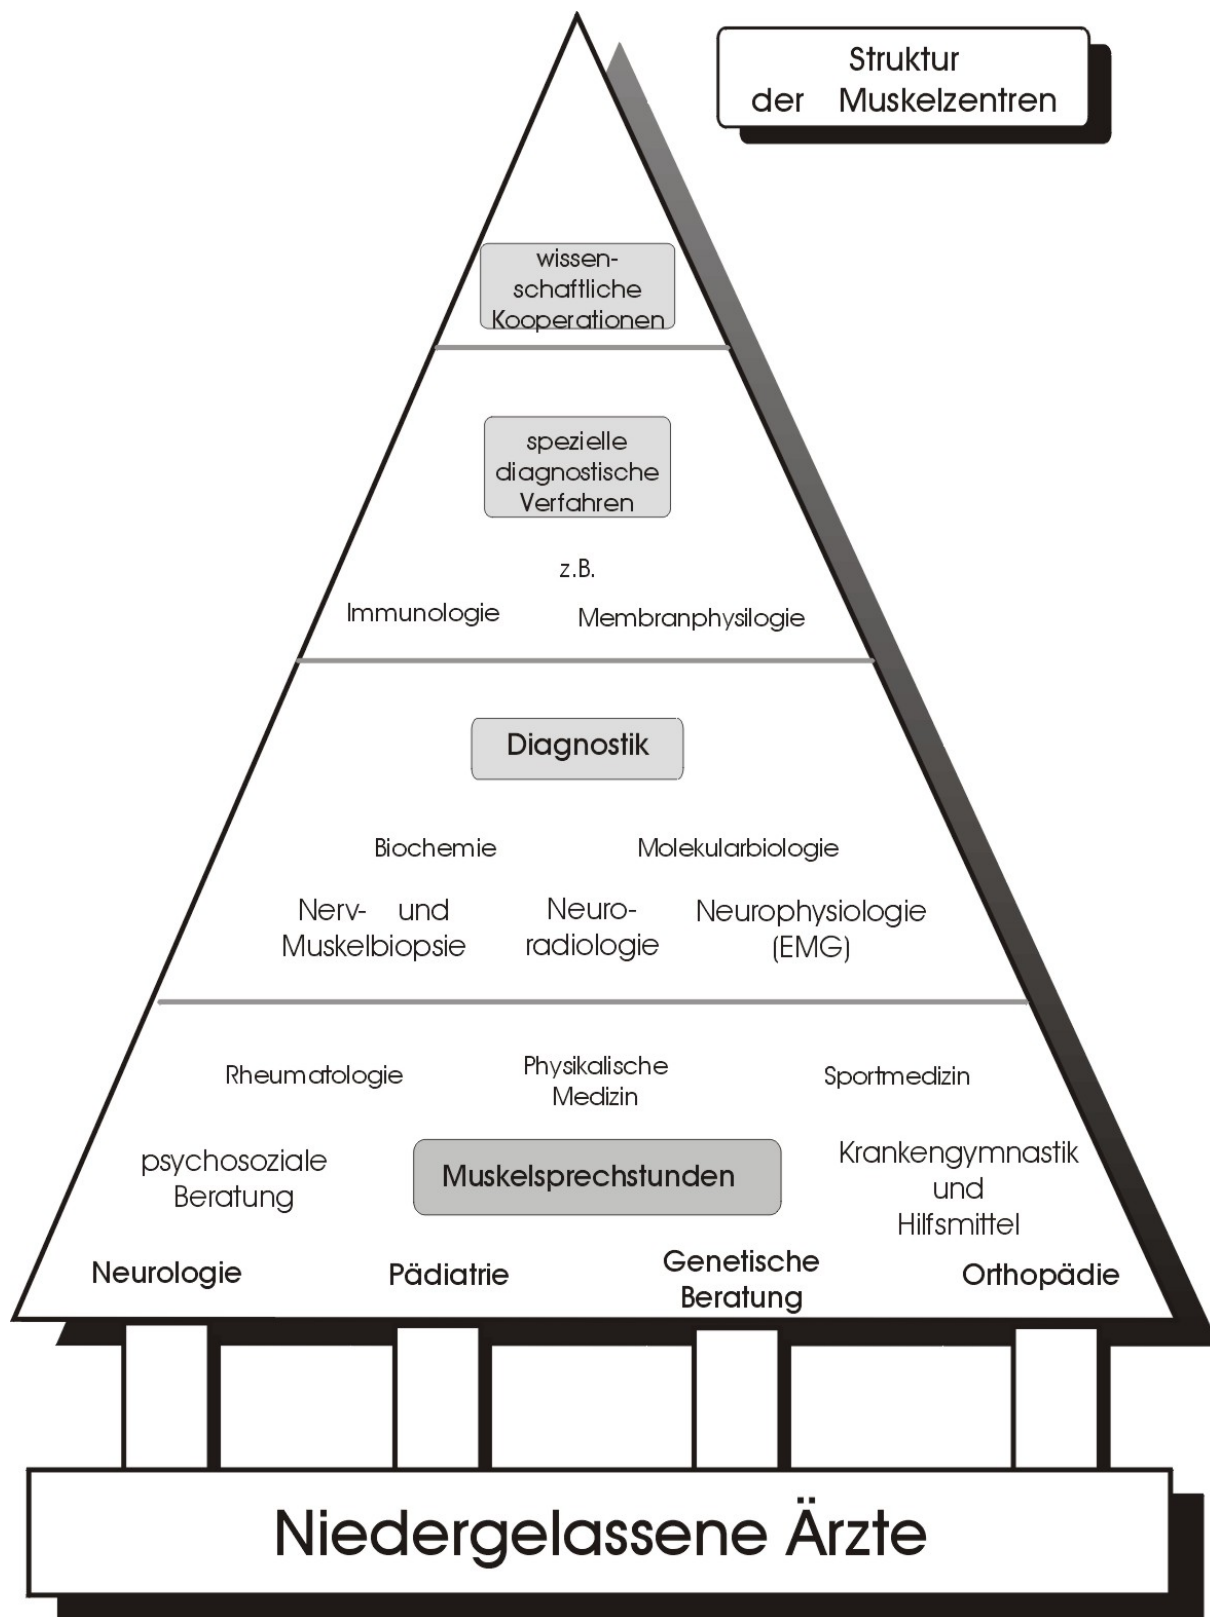 Struktur
der Muskelzentren
wissen-
schaftliche
Kooperationen
spezielle
diagnostische
Verfahren
z.B.
Immunologie
Membranphysilogie
Diagnostik
Biochemie
Molekularbiologie
Nerv- und
Muskelbiopsie
Neuro-
radiologie
Neurophysiologie
(EMG)
Rheumatologie
Physikalische
Medizin
Sportmedizin
psychosoziale
Beratung
Muskelsprechstunden
Krankengymnastik
und
Hilfsmittel
Neurologie
Pädiatrie
Genetische
Beratung
Orthopädie
Niedergelassene Ärzte